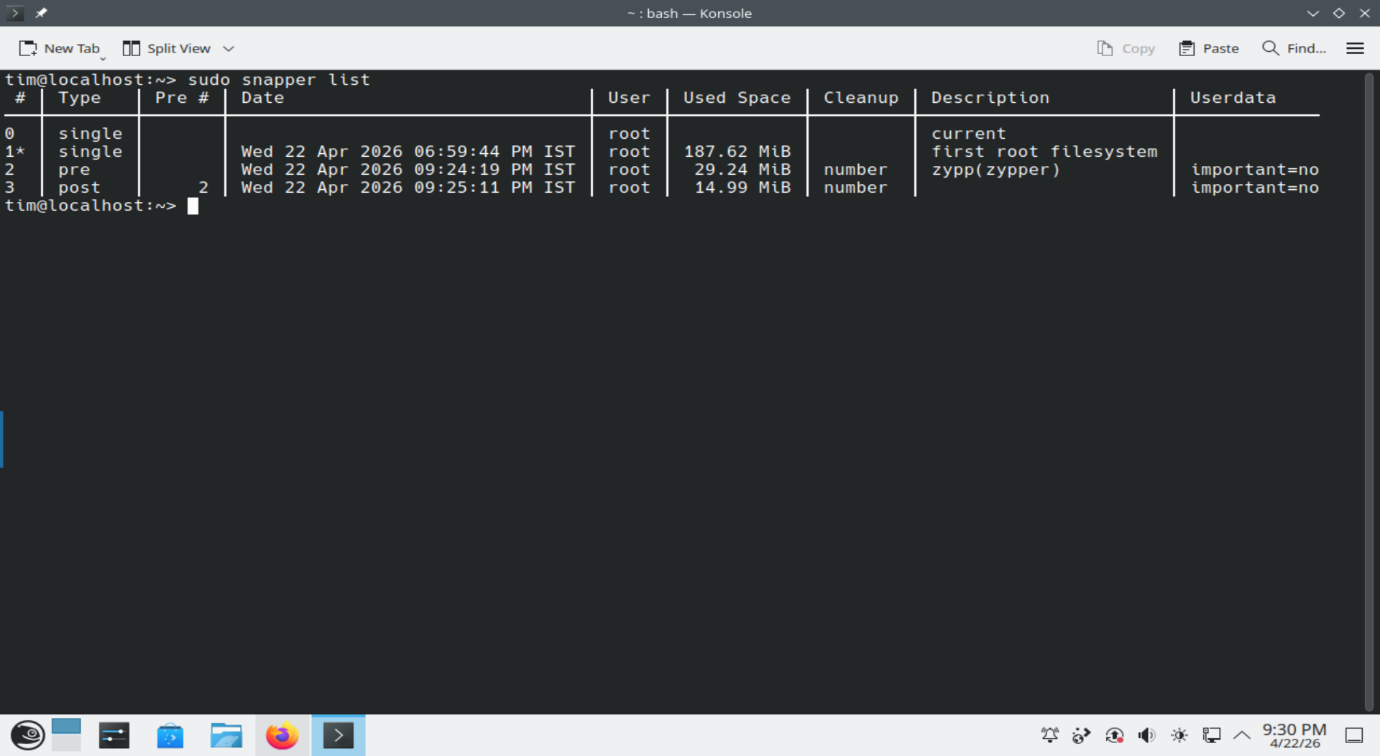 ~ : bash — Konsole
New Tab Split View Copy Paste Find...
tim@localhost:~> sudo snapper list
# │ Type │ Pre # │ Date │ User │ Used Space │ Cleanup │ Description │ Userdata
0 │ single │ │ │ root │ │ │ current │
1* │ single │ │ Wed 22 Apr 2026 06:59:44 PM IST │ root │ 187.62 MiB │ │ first root filesystem │
2 │ pre │ │ Wed 22 Apr 2026 09:24:19 PM IST │ root │ 29.24 MiB │ number │ zypp(zypper) │ important=no
3 │ post │ 2 │ Wed 22 Apr 2026 09:25:11 PM IST │ root │ 14.99 MiB │ number │ │ important=no
tim@localhost:~>
9:30 PM
4/22/26